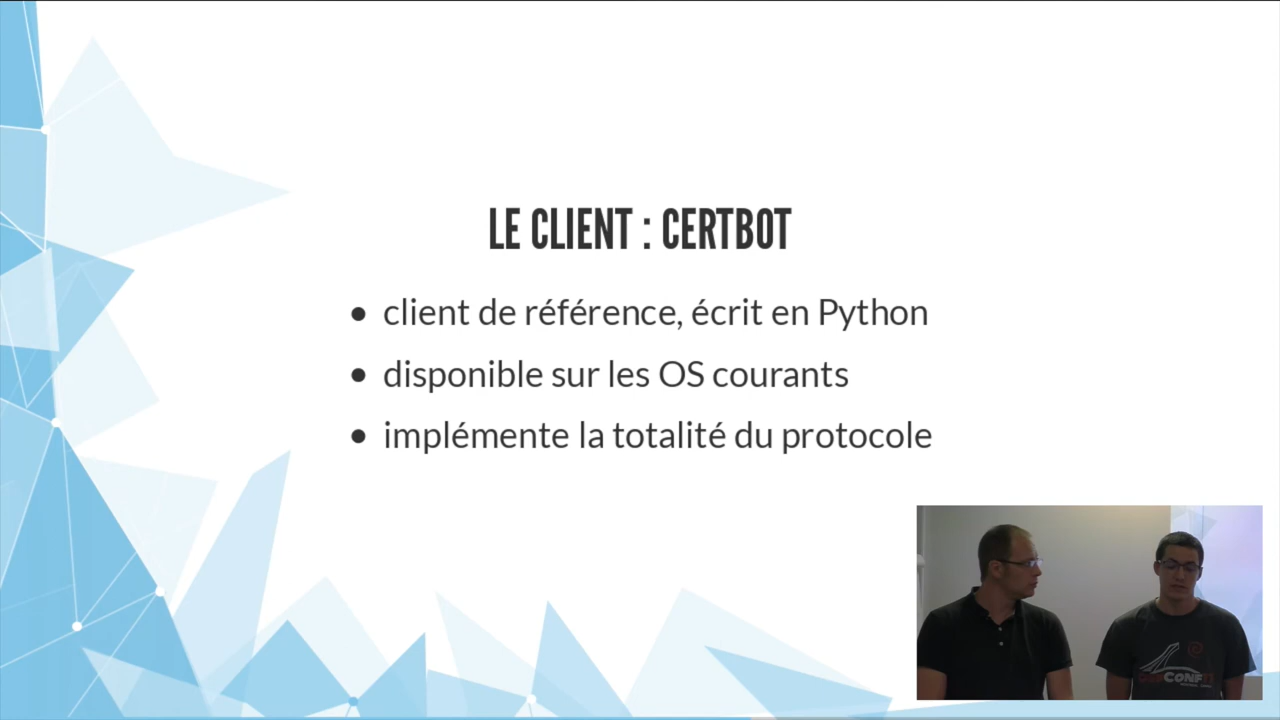 LE CLIENT : CERTBOT
client de référence, écrit en Python
disponible sur les OS courants
implémente la totalité du protocole